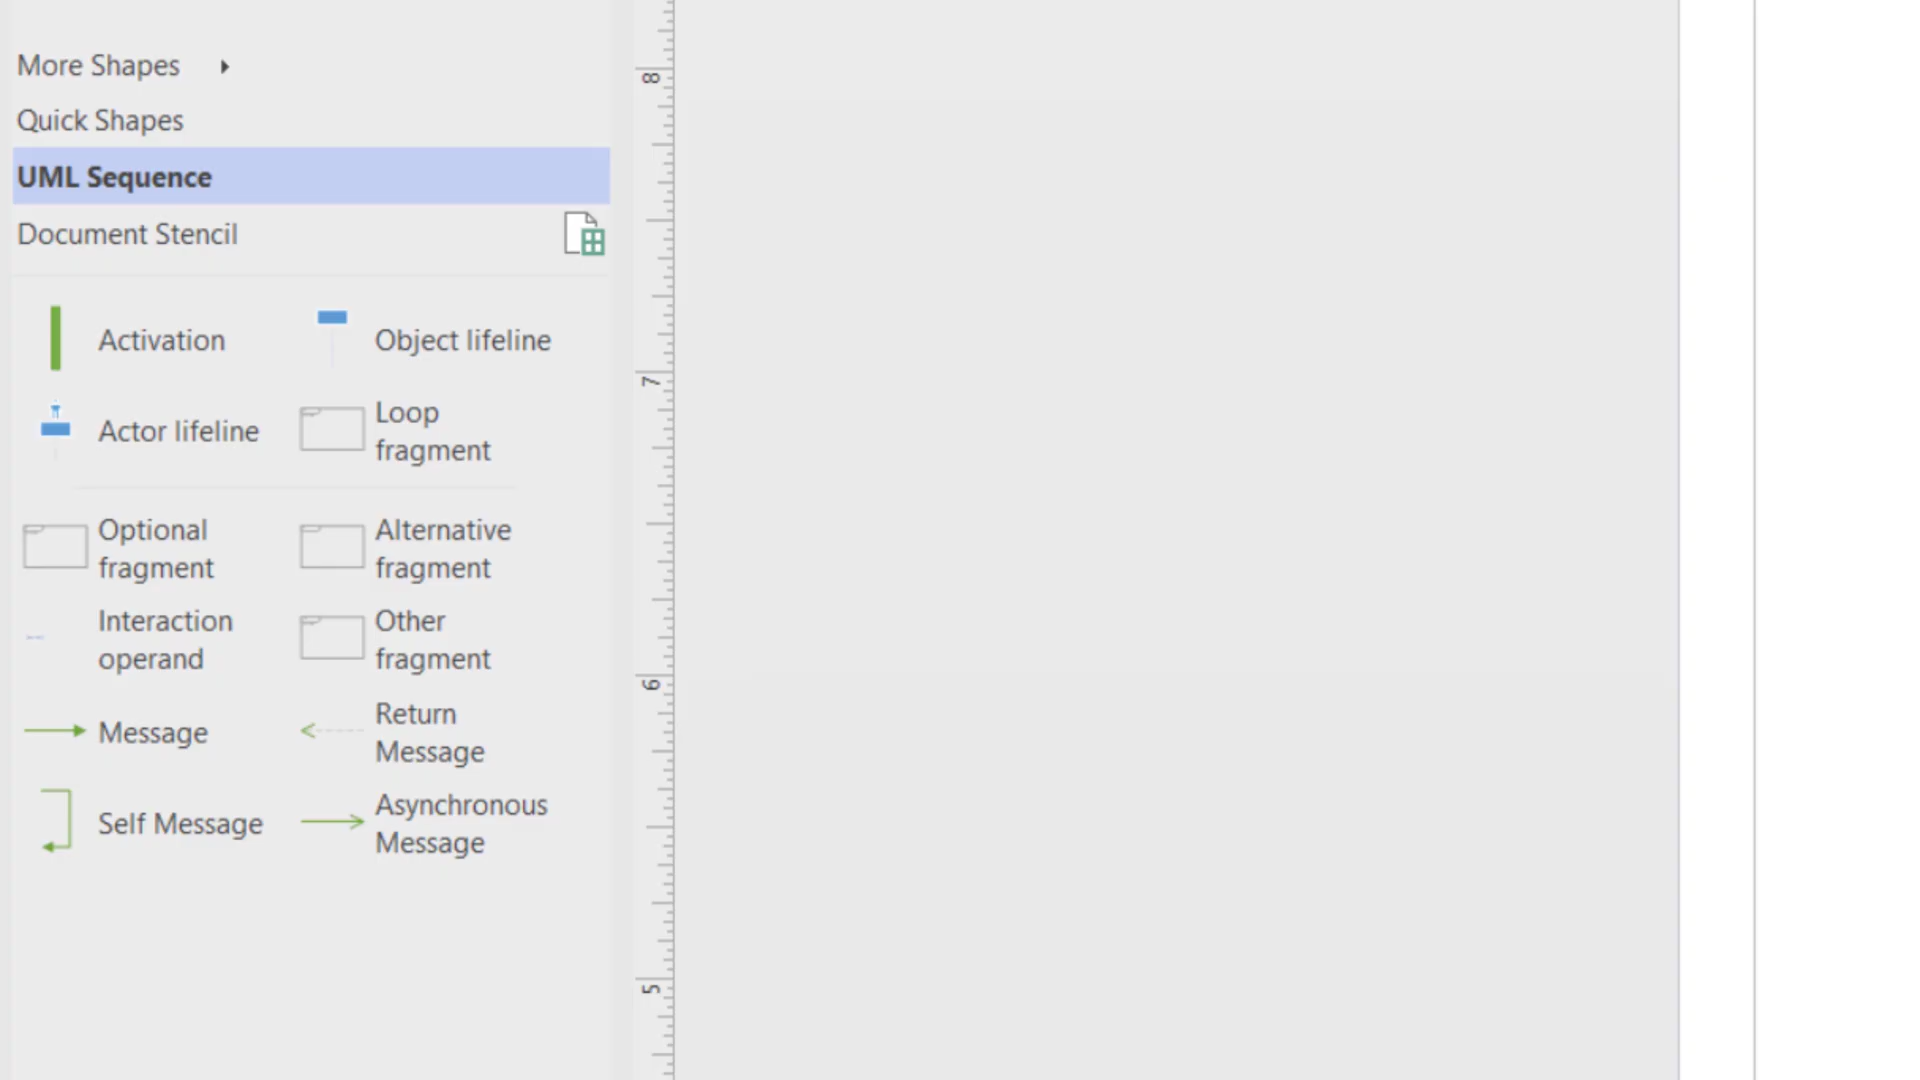 More Shapes
Quick Shapes
UML Sequence
Document Stencil
Activation
Object lifeline
Actor lifeline
Loop
fragment
Optional
fragment
Alternative
fragment
Interaction
operand
Other
fragment
Message
Return
Message
Self Message
Asynchronous
Message
8
7
6
5